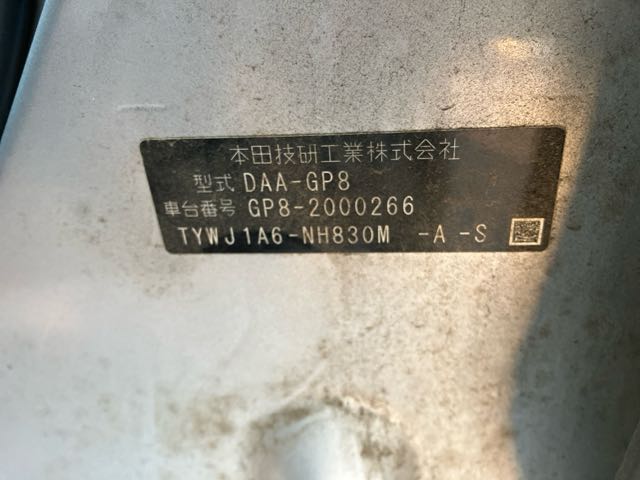 本田技研工業株式会社
型式 DAA-GP8
車台番号 GP8-2000266
TYWJ1A6-NH830M -A -S